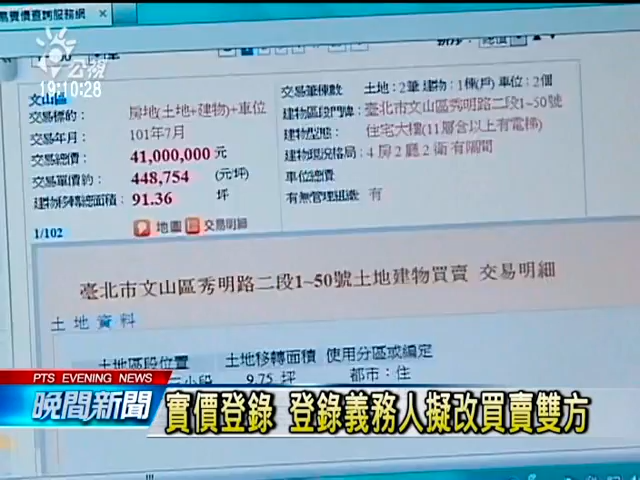 實價查詢服務網 ×
公視
19:10:28
文山區
交易標的： 房地(土地+建物)+車位
交易年月： 101年7月
交易總價： 41,000,000 元
交易單價約： 448,754 (元/坪)
建物移轉總面積： 91.36 坪
交易筆棟數 土地：2筆 建物：1棟(戶) 車位：2個
建物區段門號： 臺北市文山區秀明路二段1~50號
建物型態： 住宅大樓(11層含以上有電梯)
建物現況格局： 4 房 2 廳 2 衛 有隔間
車位總價
有無管理組織： 有
1/102 地圖 交易明細
臺北市文山區秀明路二段1~50號土地建物買賣 交易明細
土地資料
土地區段位置 土地移轉面積 使用分區或編定
小段 9.75 坪 都市：住
PTS EVENING NEWS
晚間新聞
實價登錄 登錄義務人擬改買賣雙方